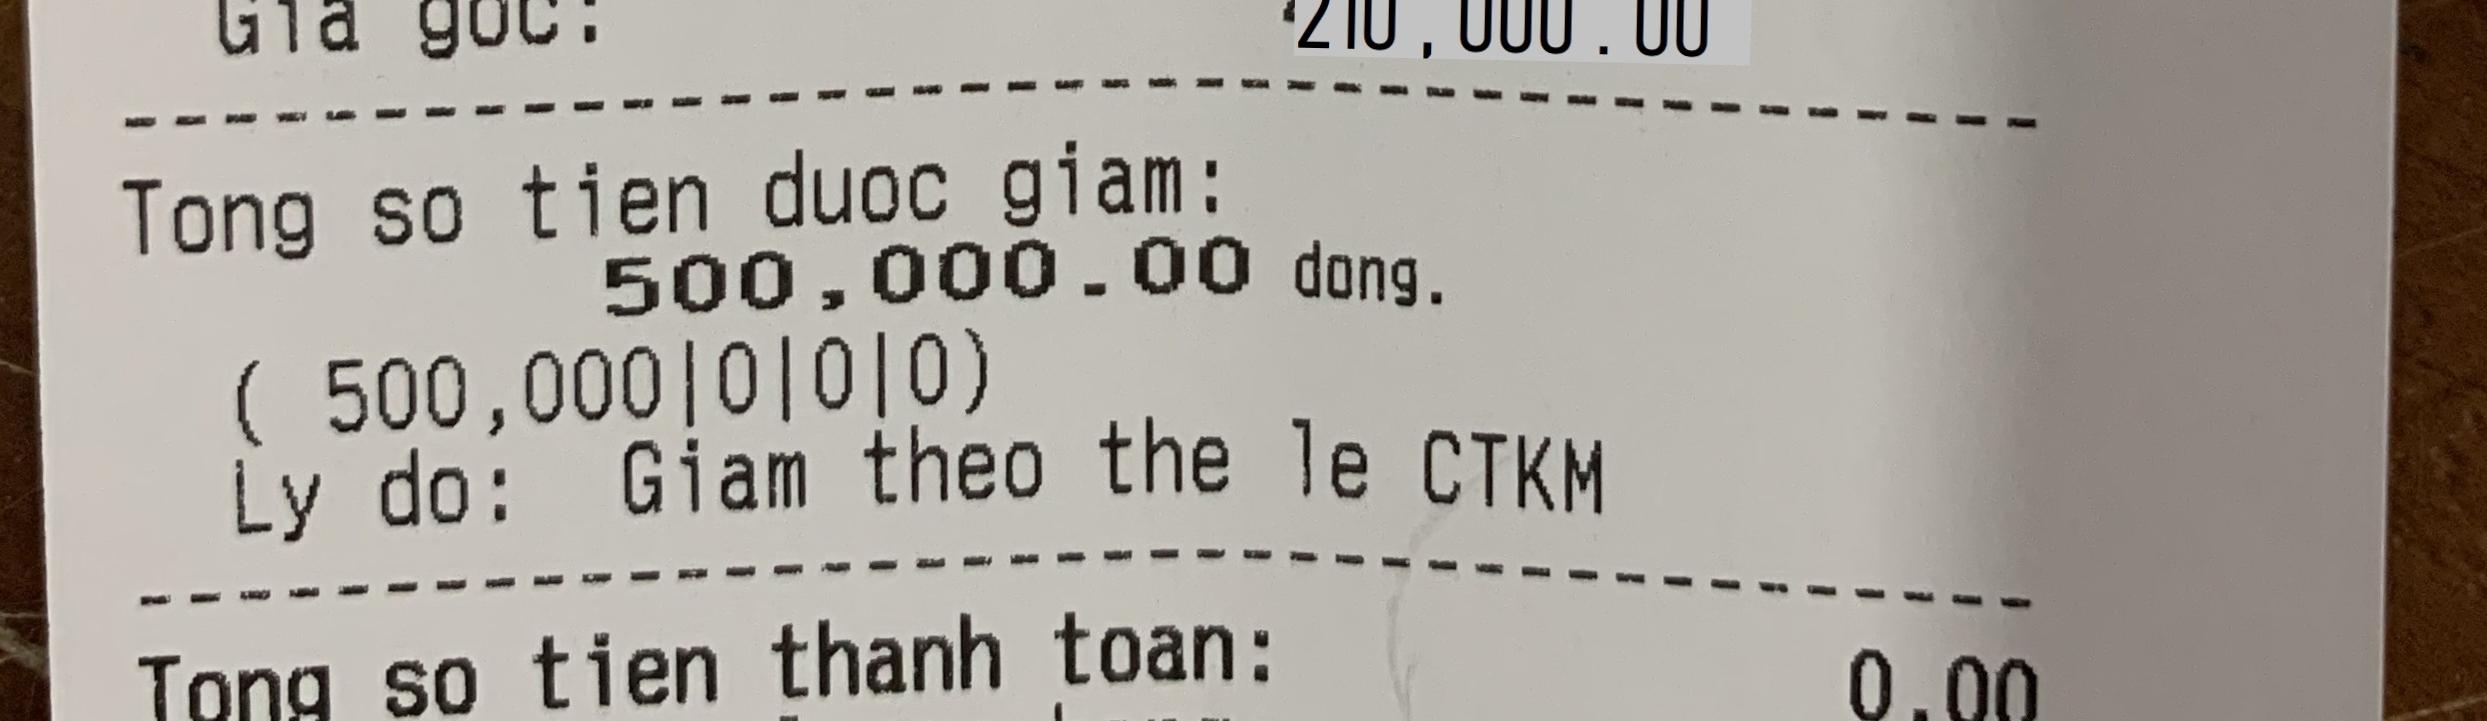 Gia goc: 210,000.00
Tong so tien duoc giam:
500,000.00 dong.
( 500,000|0|0|0)
Ly do: Giam theo the le CTKM
Tong so tien thanh toan: 0.00